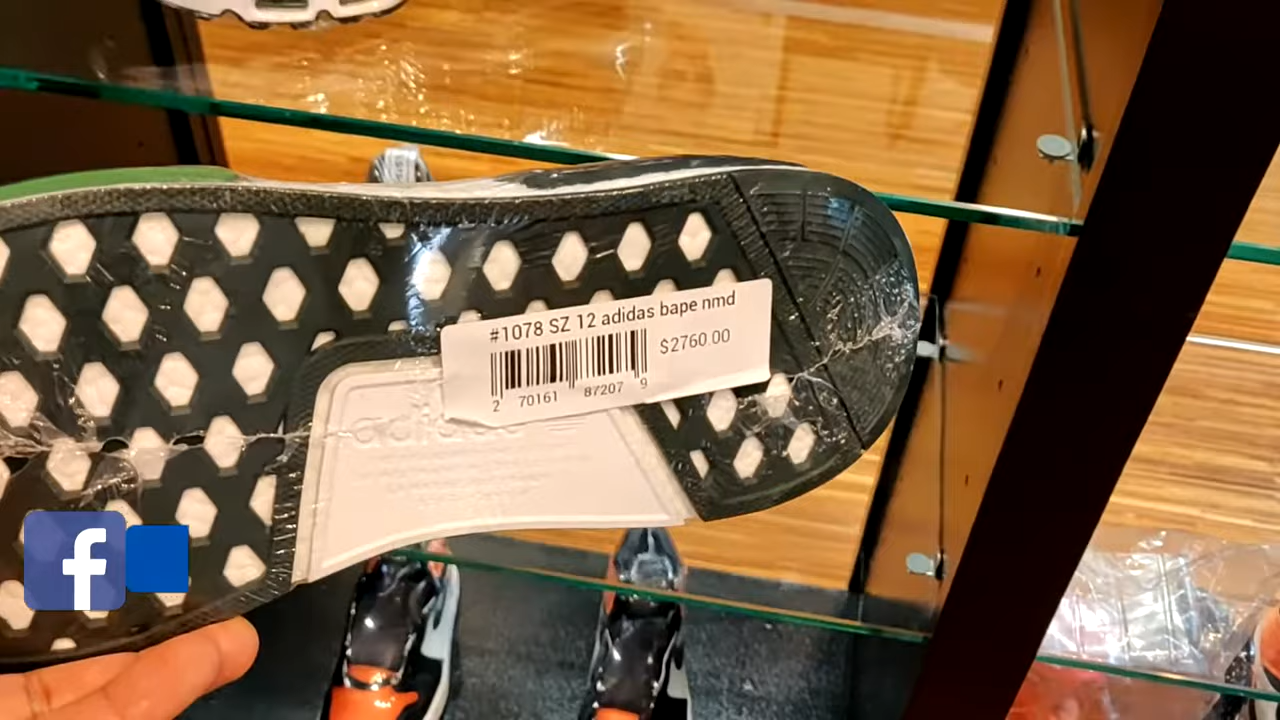 #1078 SZ 12 adidas bape nmd
$2760.00
2 70161 87207 9
adidas
f